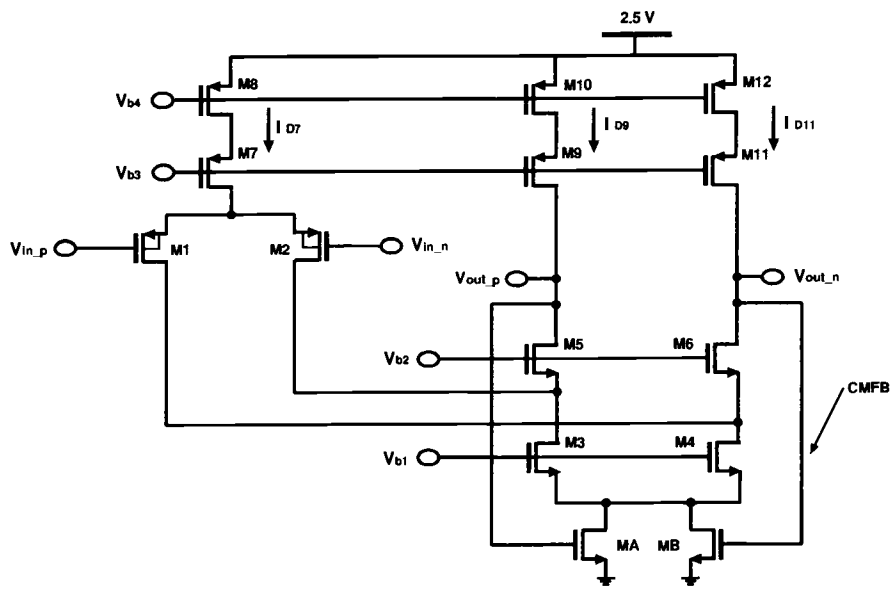 2.5 V
M8
M10
M12
Vb4
I D7
I D9
I D11
M7
M9
M11
Vb3
Vin_p
M1
M2
Vin_n
Vout_p
Vout_n
M5
M6
Vb2
CMFB
M3
M4
Vb1
MA
MB